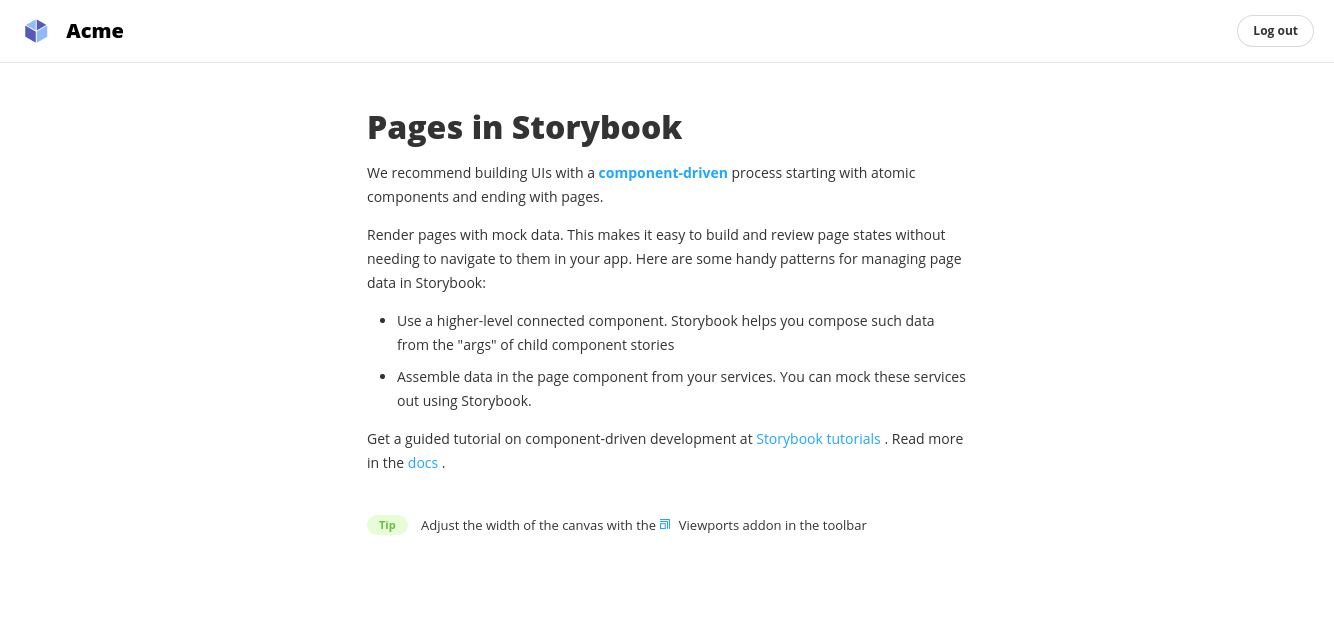 Acme
Log out
Pages in Storybook
We recommend building UIs with a component-driven process starting with atomic
components and ending with pages.
Render pages with mock data. This makes it easy to build and review page states without
needing to navigate to them in your app. Here are some handy patterns for managing page
data in Storybook:
Use a higher-level connected component. Storybook helps you compose such data
from the "args" of child component stories
Assemble data in the page component from your services. You can mock these services
out using Storybook.
Get a guided tutorial on component-driven development at Storybook tutorials . Read more
in the docs .
Tip Adjust the width of the canvas with the Viewports addon in the toolbar